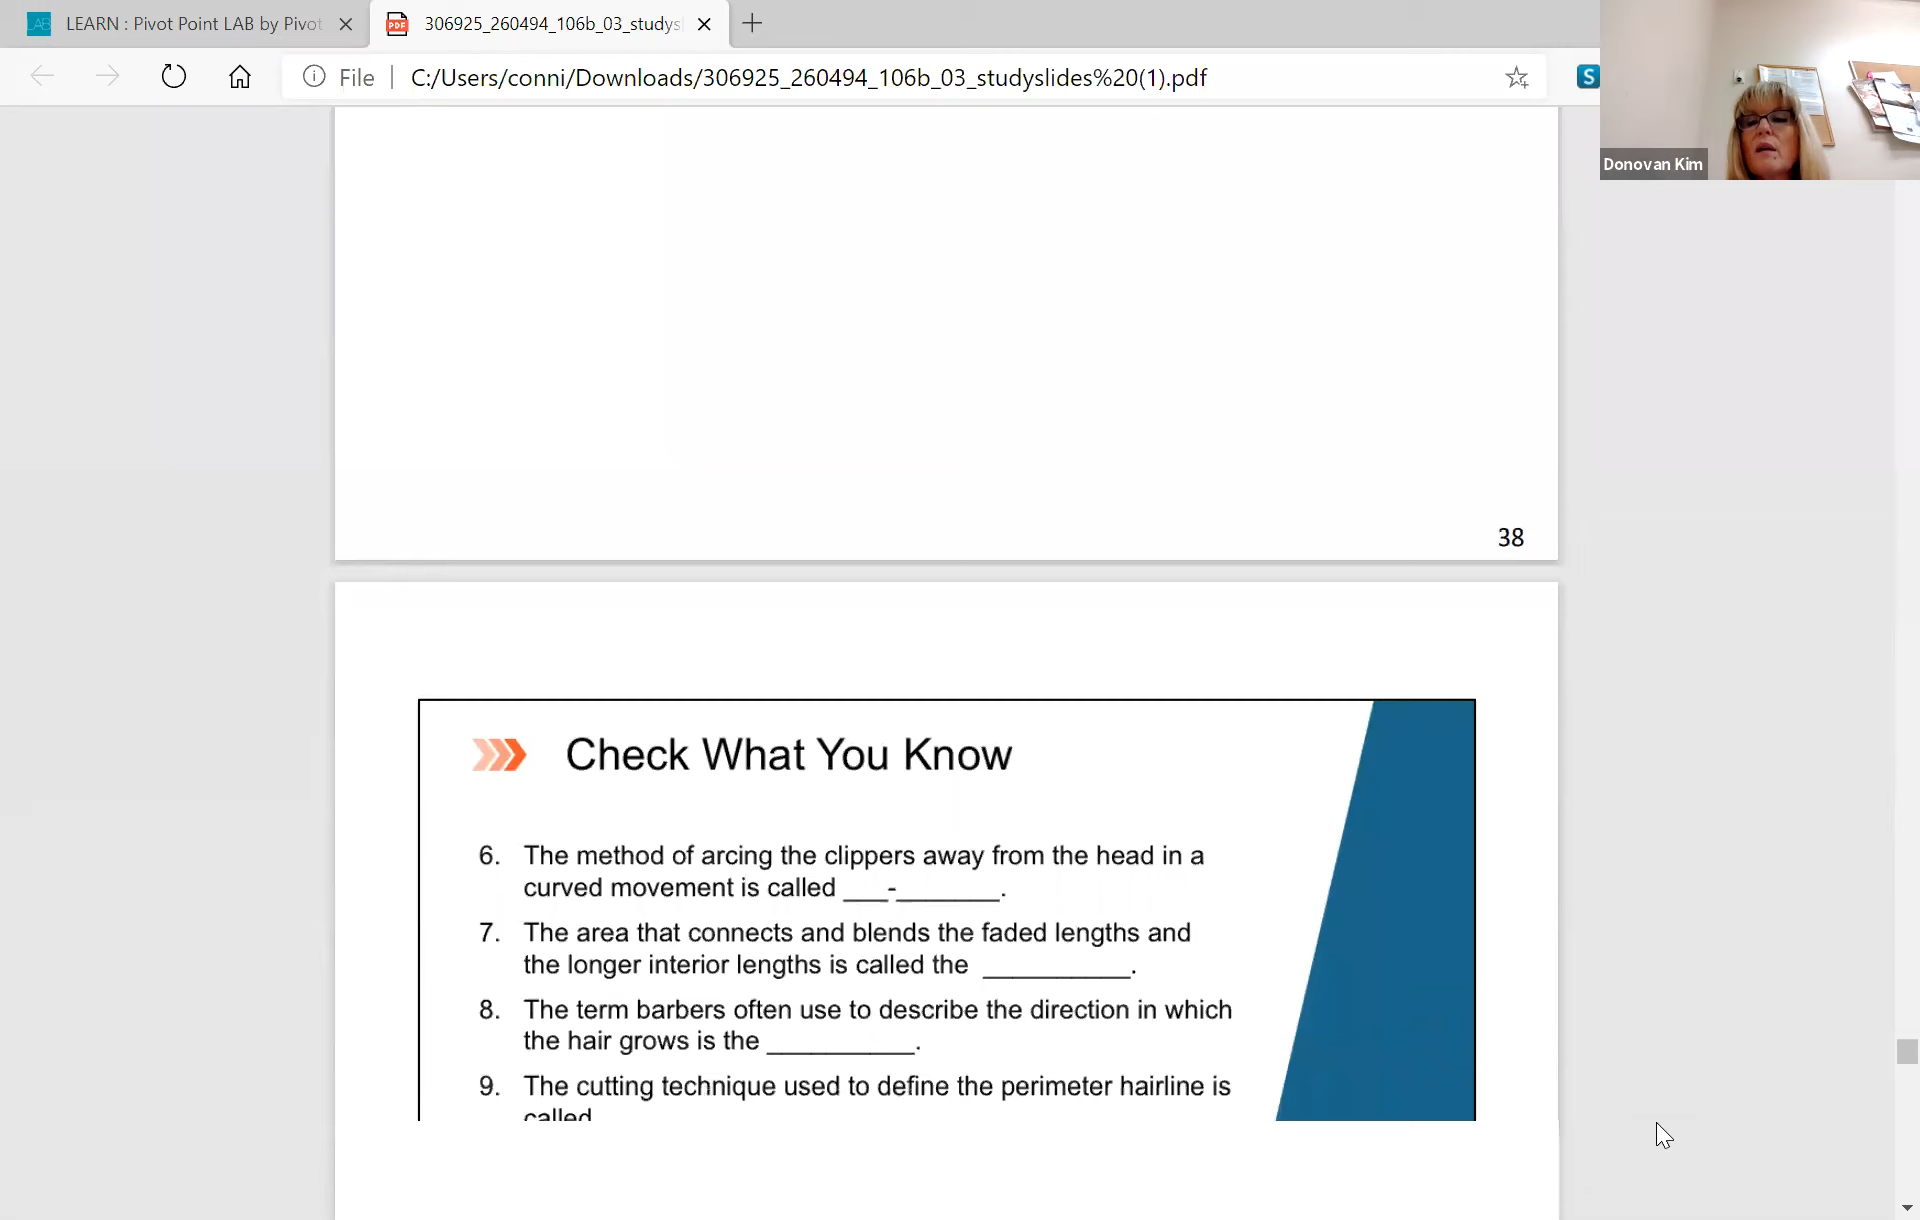 LEARN : Pivot Point LAB by Pivot
306925_260494_106b_03_studys
File
C:/Users/conni/Downloads/306925_260494_106b_03_studyslides%20(1).pdf
S
Donovan Kim
38
Check What You Know
6. The method of arcing the clippers away from the head in a
curved movement is called ___-_______.
7. The area that connects and blends the faded lengths and
the longer interior lengths is called the __________.
8. The term barbers often use to describe the direction in which
the hair grows is the __________.
9. The cutting technique used to define the perimeter hairline is
called